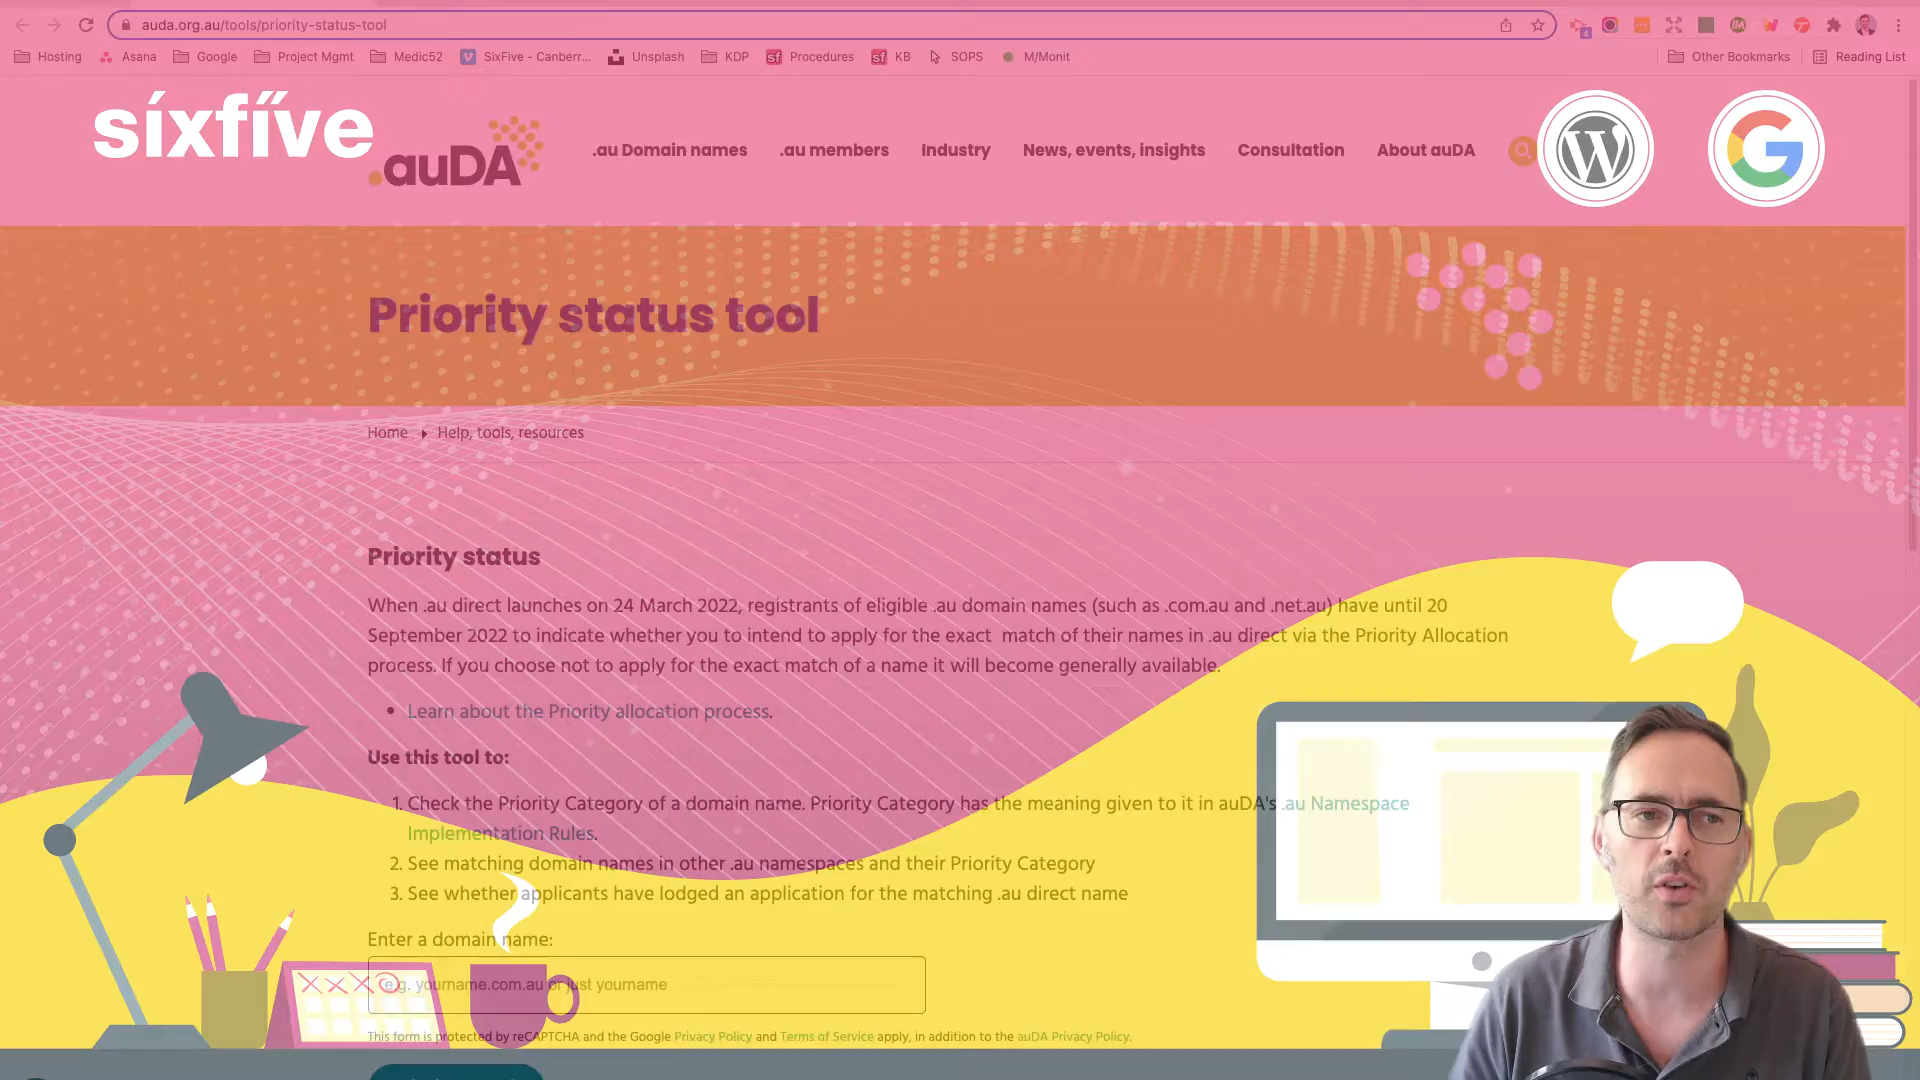 auda.org.au/tools/priority-status-tool
4
Hosting Asana Google Project Mgmt Medic52 SixFive - Canberr... Unsplash KDP sf Procedures sf KB SOPS M/Monit Other Bookmarks Reading List
síxfív̋e
.auDA
.au Domain names .au members Industry News, events, insights Consultation About auDA
Priority status tool
Home Help, tools, resources
Priority status
When .au direct launches on 24 March 2022, registrants of eligible .au domain names (such as .com.au and .net.au) have until 20
September 2022 to indicate whether you to intend to apply for the exact match of their names in .au direct via the Priority Allocation
process. If you choose not to apply for the exact match of a name it will become generally available.
• Learn about the Priority allocation process.
Use this tool to:
1. Check the Priority Category of a domain name. Priority Category has the meaning given to it in auDA's .au Namespace
Implementation Rules.
2. See matching domain names in other .au namespaces and their Priority Category
3. See whether applicants have lodged an application for the matching .au direct name
Enter a domain name:
e.g. yourname.com.au or just yourname
This form is protected by reCAPTCHA and the Google Privacy Policy and Terms of Service apply, in addition to the auDA Privacy Policy.